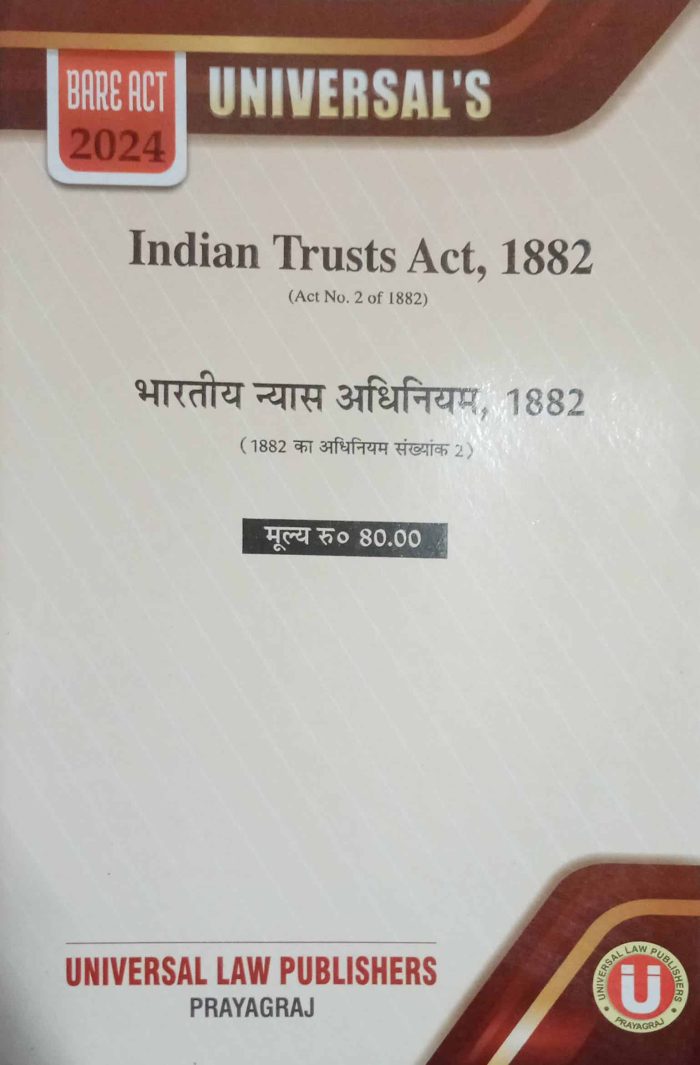 BARE ACT
2024
UNIVERSAL'S
Indian Trusts Act, 1882
(Act No. 2 of 1882)
भारतीय न्यास अधिनियम, 1882
(1882 का अधिनियम संख्यांक 2)
मूल्य रु० 80.00
UNIVERSAL LAW PUBLISHERS
PRAYAGRAJ
UNIVERSAL LAW PUBLISHERS
U
PRAYAGRAJ